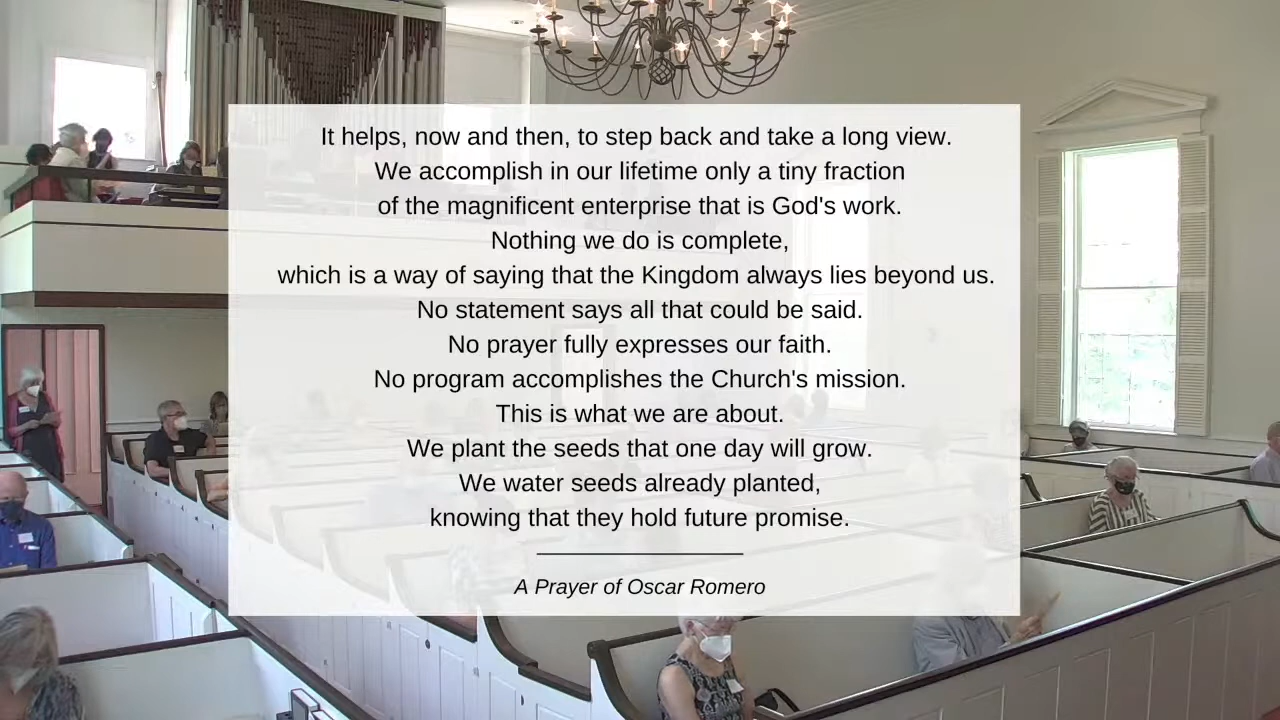 It helps, now and then, to step back and take a long view.
We accomplish in our lifetime only a tiny fraction
of the magnificent enterprise that is God's work.
Nothing we do is complete,
which is a way of saying that the Kingdom always lies beyond us.
No statement says all that could be said.
No prayer fully expresses our faith.
No program accomplishes the Church's mission.
This is what we are about.
We plant the seeds that one day will grow.
We water seeds already planted,
knowing that they hold future promise.
A Prayer of Oscar Romero